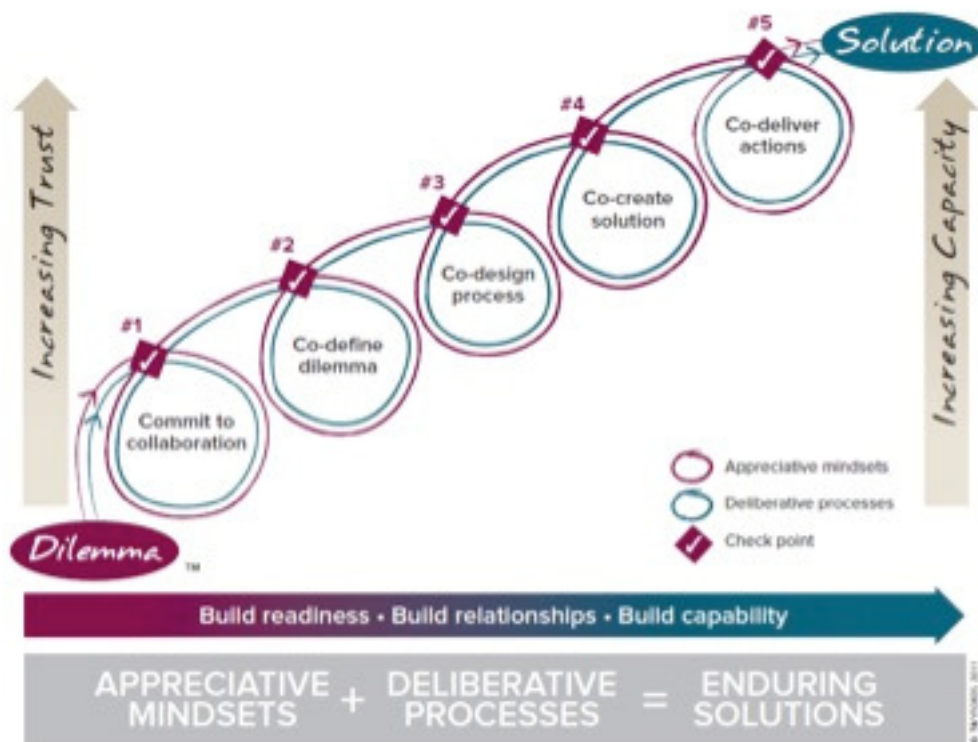 #5
Solution
#4
Co-deliver
actions
#3
Co-create
solution
#2
Co-design
process
#1
Co-define
dilemma
Commit to
collaboration
Increasing Trust
Increasing Capacity
Appreciative mindsets
Deliberative processes
Check point
Dilemma
TM
Build readiness • Build relationships • Build capability
APPRECIATIVE
MINDSETS
+
DELIBERATIVE
PROCESSES
=
ENDURING
SOLUTIONS